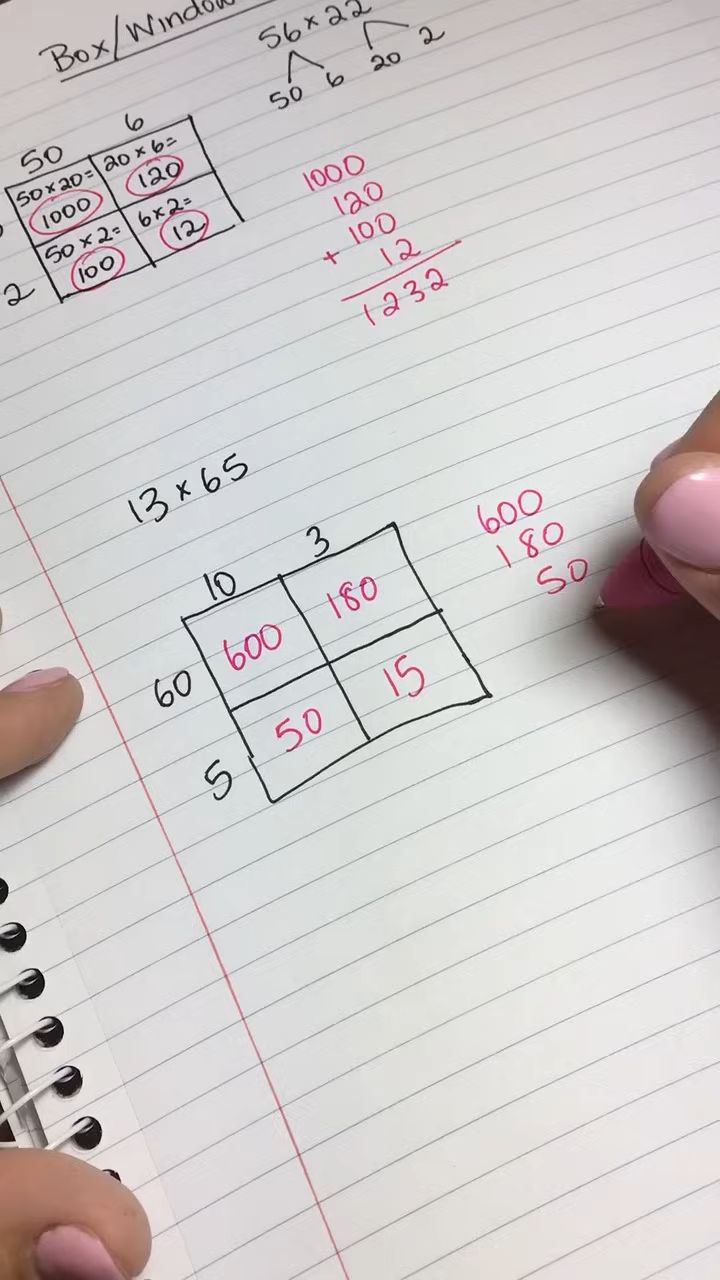 Box/Window
56 × 22
50 6 20 2
50 6
50 × 20 = 20 × 6 =
1000 120
50 × 2 = 6 × 2 =
100 12
2
1000
120
100
+ 12
1232
13 × 65
10 3
60 600 180
5 50 15
600
180
50